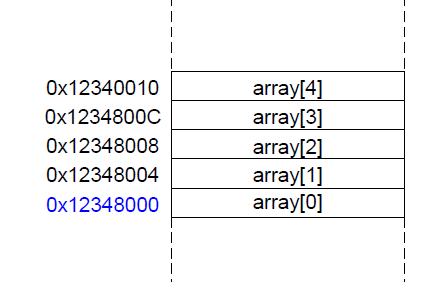 0x12340010 array[4]
0x1234800C array[3]
0x12348008 array[2]
0x12348004 array[1]
0x12348000 array[0]